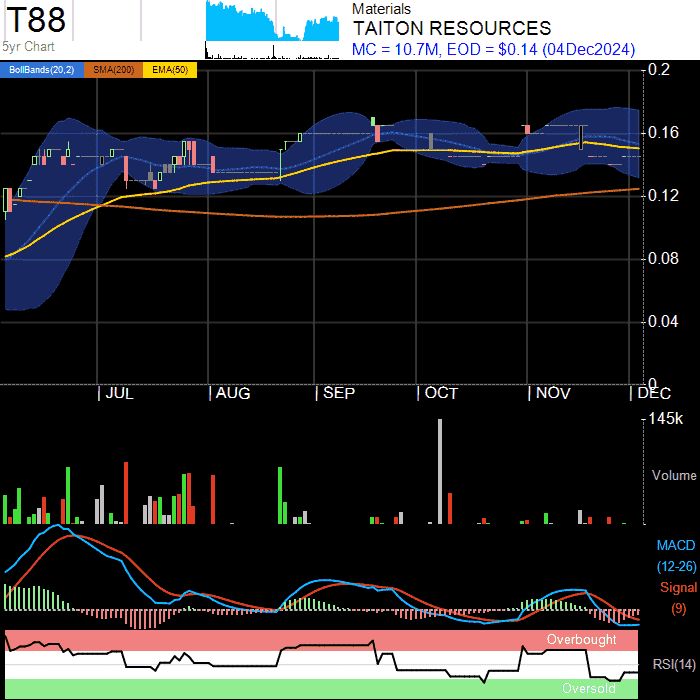 T88
5yr Chart
Materials
TAITON RESOURCES
MC = 10.7M, EOD = $0.14 (04Dec2024)
BollBands(20,2) SMA(200) EMA(50)
0.2
0.16
0.12
0.08
0.04
0
JUL AUG SEP OCT NOV DEC
145k
Volume
MACD
(12-26)
Signal
(9)
Overbought
RSI(14)
Oversold